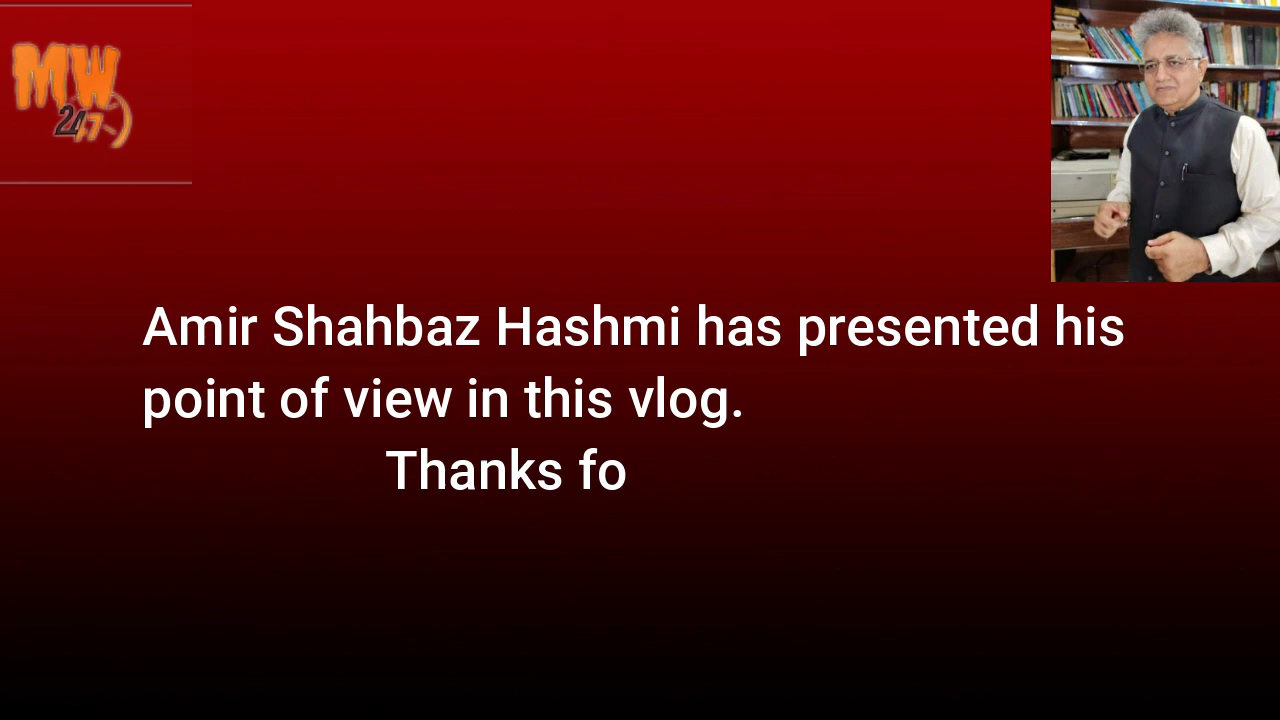 MW
24/7
Amir Shahbaz Hashmi has presented his
point of view in this vlog.
Thanks fo